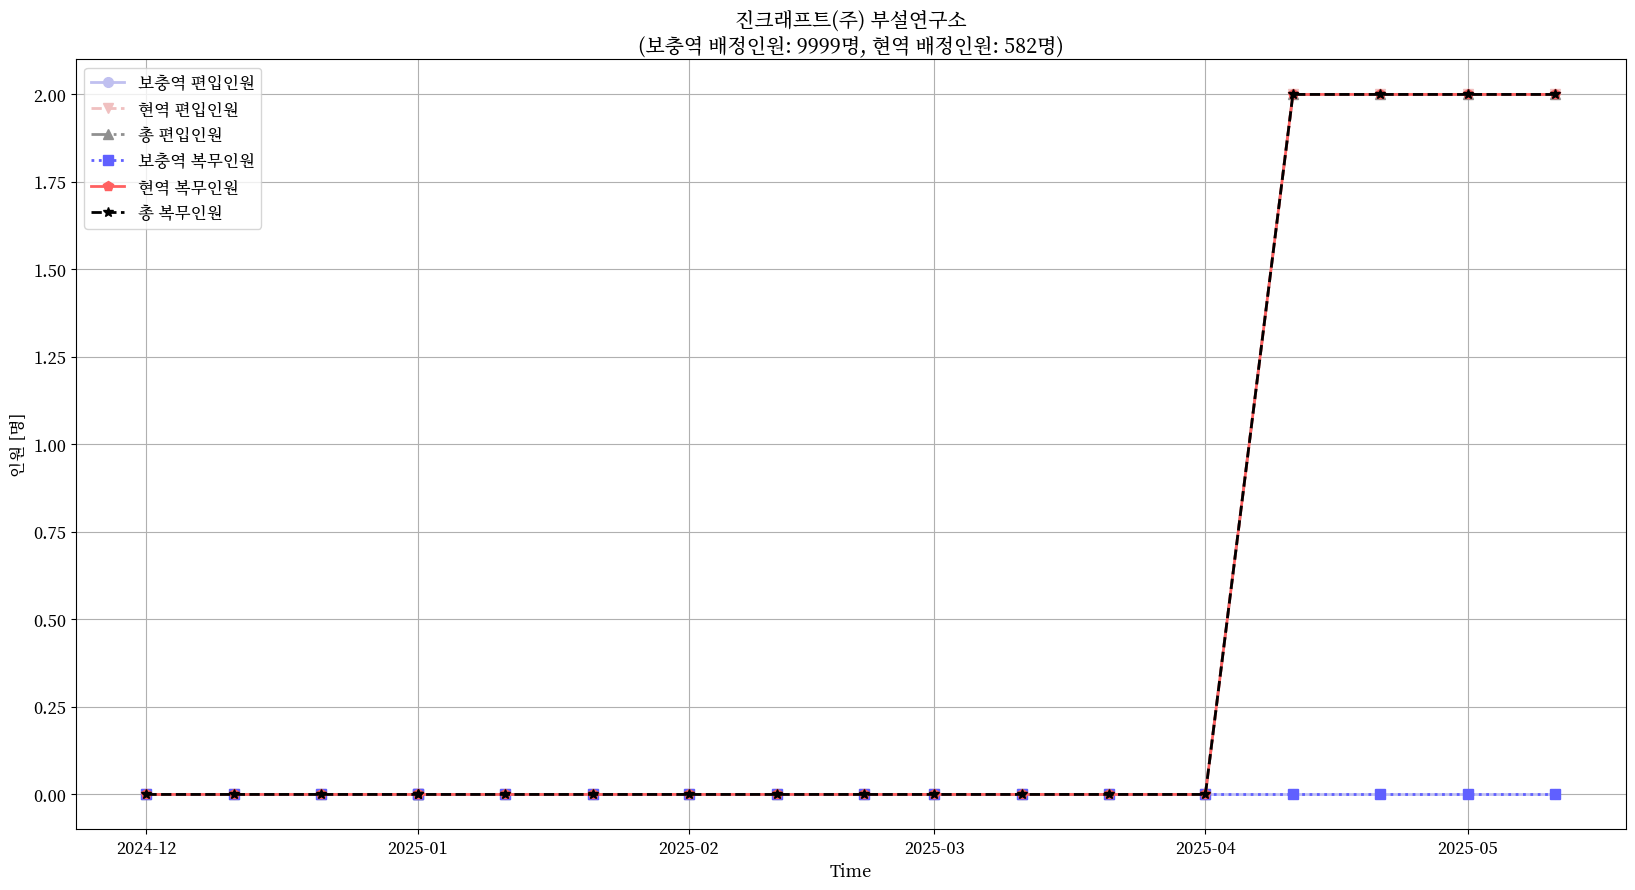 진크래프트(주) 부설연구소
(보충역 배정인원: 9999명, 현역 배정인원: 582명)
보충역 편입인원
현역 편입인원
총 편입인원
보충역 복무인원
현역 복무인원
총 복무인원
2.00
1.75
1.50
1.25
1.00
0.75
0.50
0.25
0.00
인원 [명]
2024-12
2025-01
2025-02
2025-03
2025-04
2025-05
Time